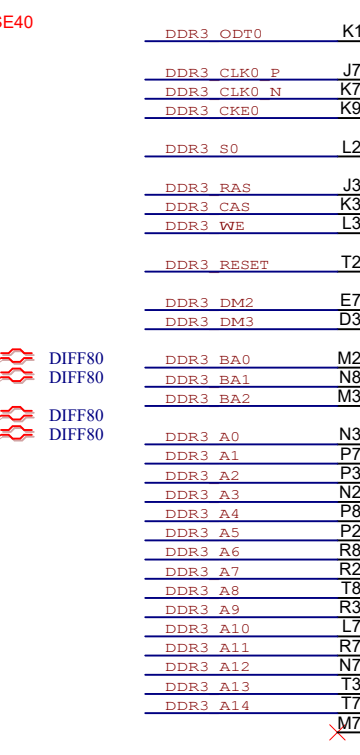 SE40
DDR3_ODT0 K1
DDR3_CLK0_P J7
DDR3_CLK0_N K7
DDR3_CKE0 K9
DDR3_S0 L2
DDR3_RAS J3
DDR3_CAS K3
DDR3_WE L3
DDR3_RESET T2
DDR3_DM2 E7
DDR3_DM3 D3
DIFF80 DDR3_BA0 M2
DIFF80 DDR3_BA1 N8
DDR3_BA2 M3
DIFF80
DIFF80 DDR3_A0 N3
DDR3_A1 P7
DDR3_A2 P3
DDR3_A3 N2
DDR3_A4 P8
DDR3_A5 P2
DDR3_A6 R8
DDR3_A7 R2
DDR3_A8 T8
DDR3_A9 R3
DDR3_A10 L7
DDR3_A11 R7
DDR3_A12 N7
DDR3_A13 T3
DDR3_A14 T7
M7